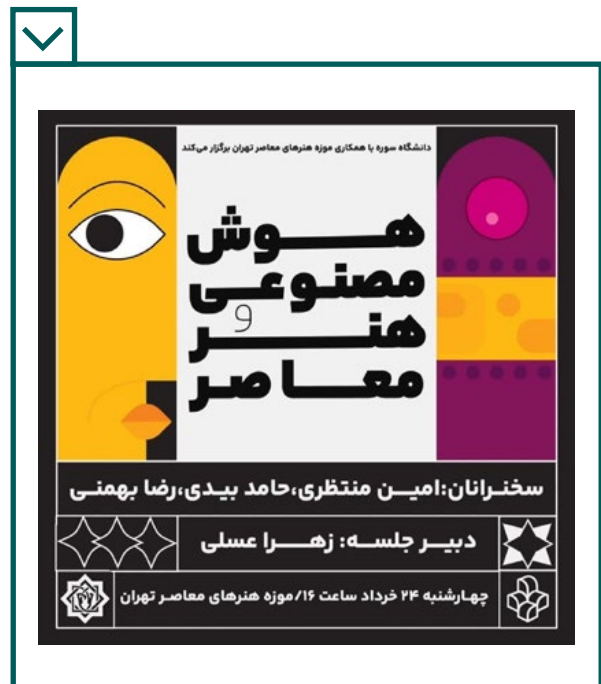 دانشگاه سوره با همکاری موزه هنرهای معاصر تهران برگزار می‌کند
هوش
مصنوعی
و
هنر
معاصر
سخنرانان:امین منتظری،حامد بیدی،رضا بهمنی
دبیر جلسه: زهرا عسلی
چهارشنبه ۲۴ خرداد ساعت ۱۶/موزه هنرهای معاصر تهران